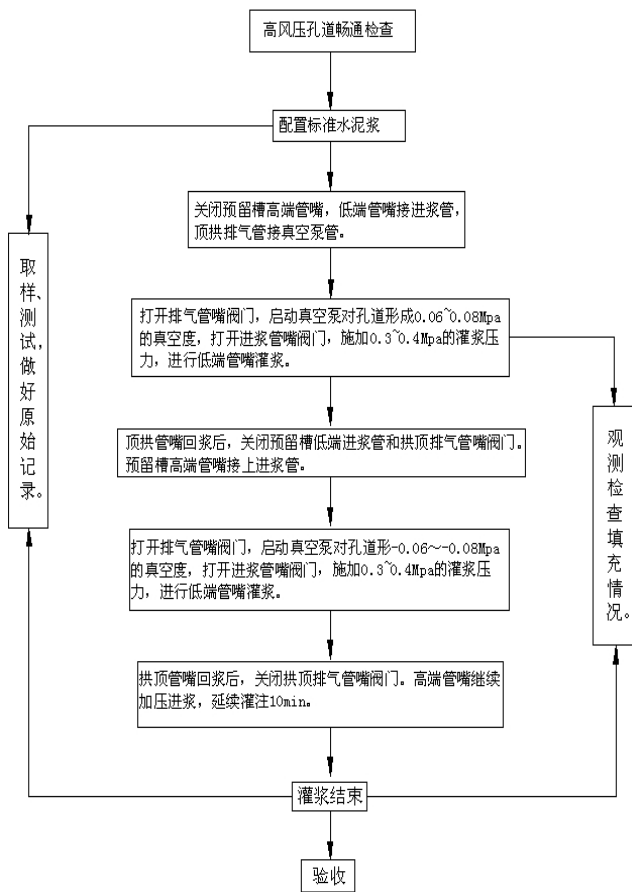 高风压孔道畅通检查
配置标准水泥浆
关闭预留槽高端管嘴，低端管嘴接进浆管，
顶拱排气管接真空泵管。
取样、测试，做好原始记录。
打开排气管嘴阀门，启动真空泵对孔道形成0.06~0.08Mpa
的真空度，打开进浆管嘴阀门，施加0.3~0.4Mpa的灌浆压
力，进行低端管嘴灌浆。
观测检查填充情况。
顶拱管嘴回浆后，关闭预留槽低端进浆管和拱顶排气管嘴阀门。
预留槽高端管嘴接上进浆管。
打开排气管嘴阀门，启动真空泵对孔道形-0.06～-0.08Mpa
的真空度，打开进浆管嘴阀门，施加0.3~0.4Mpa的灌浆压
力，进行低端管嘴灌浆。
拱顶管嘴回浆后，关闭拱顶排气管嘴阀门。高端管嘴继续
加压进浆，延续灌注10min。
灌浆结束
验收